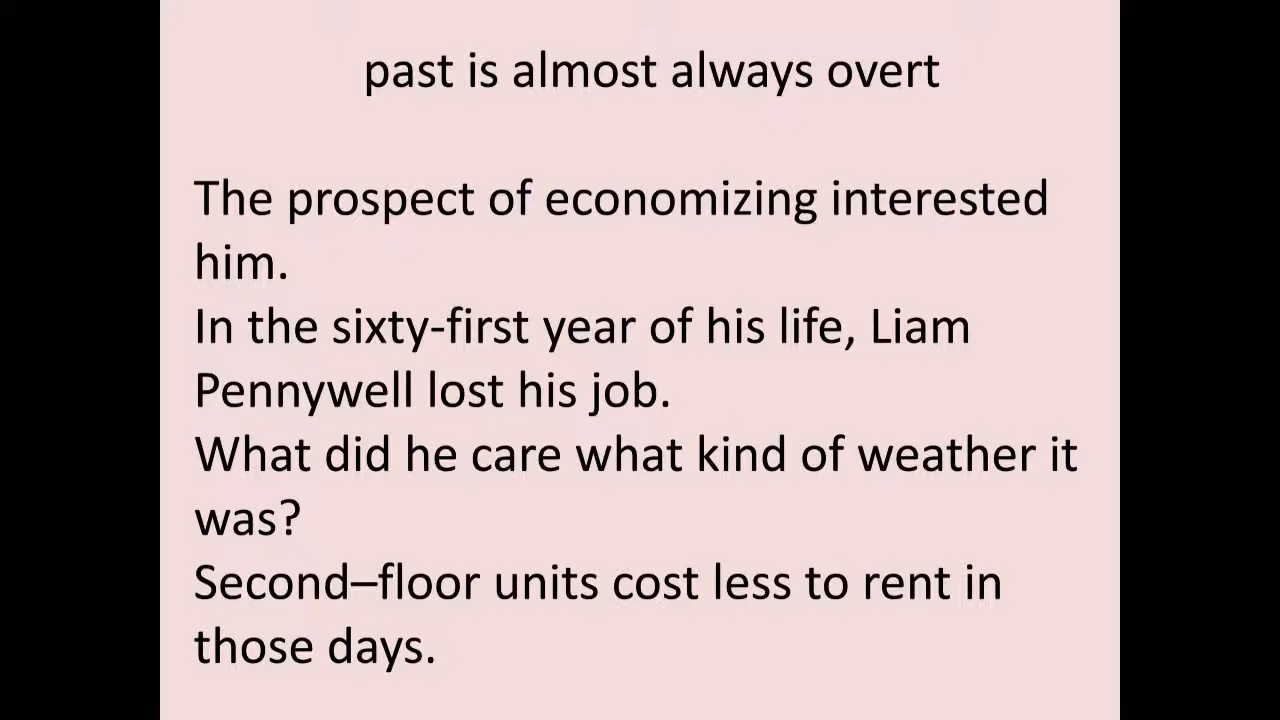 past is almost always overt
The prospect of economizing interested
him.
In the sixty-first year of his life, Liam
Pennywell lost his job.
What did he care what kind of weather it
was?
Second–floor units cost less to rent in
those days.